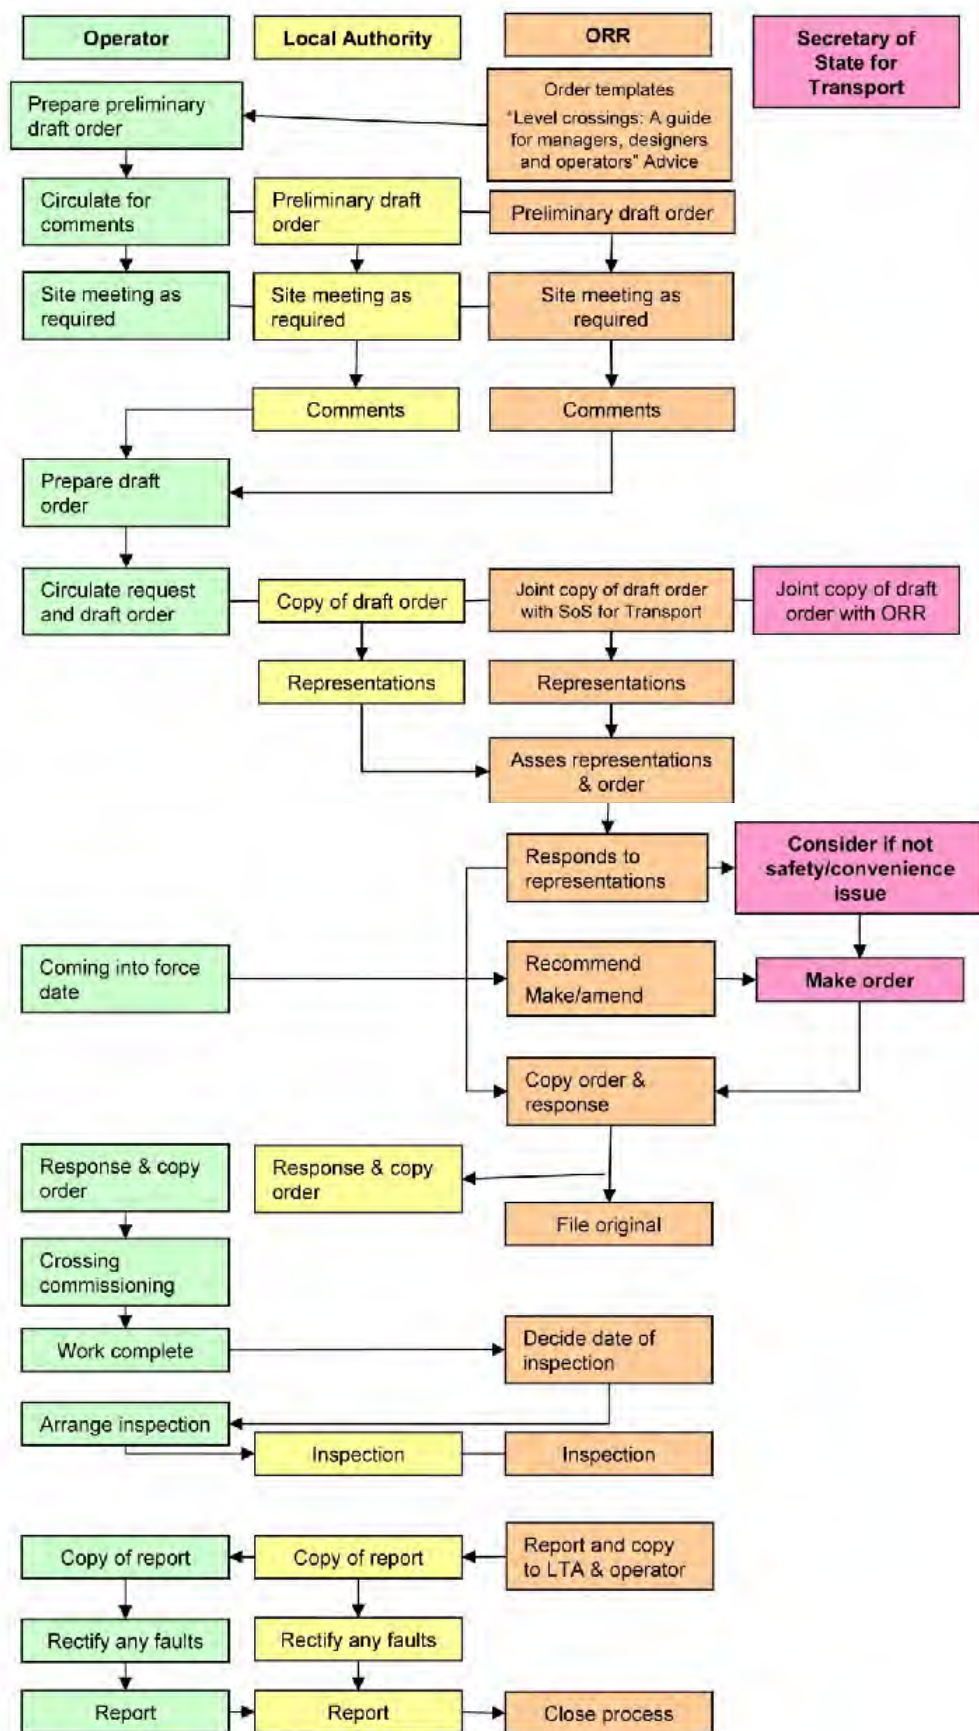 Operator
Local Authority
ORR
Secretary of
State for
Transport
Prepare preliminary
draft order
Order templates
"Level crossings: A guide
for managers, designers
and operators" Advice
Circulate for
comments
Preliminary draft
order
Preliminary draft order
Site meeting as
required
Site meeting as
required
Site meeting as
required
Comments
Comments
Prepare draft
order
Circulate request
and draft order
Copy of draft order
Joint copy of draft order
with SoS for Transport
Joint copy of draft
order with ORR
Representations
Representations
Asses representations
& order
Responds to
representations
Consider if not
safety/convenience
issue
Coming into force
date
Recommend
Make/amend
Make order
Copy order &
response
Response & copy
order
Response & copy
order
File original
Crossing
commissioning
Work complete
Decide date of
inspection
Arrange inspection
Inspection
Inspection
Copy of report
Copy of report
Report and copy
to LTA & operator
Rectify any faults
Rectify any faults
Report
Report
Close process